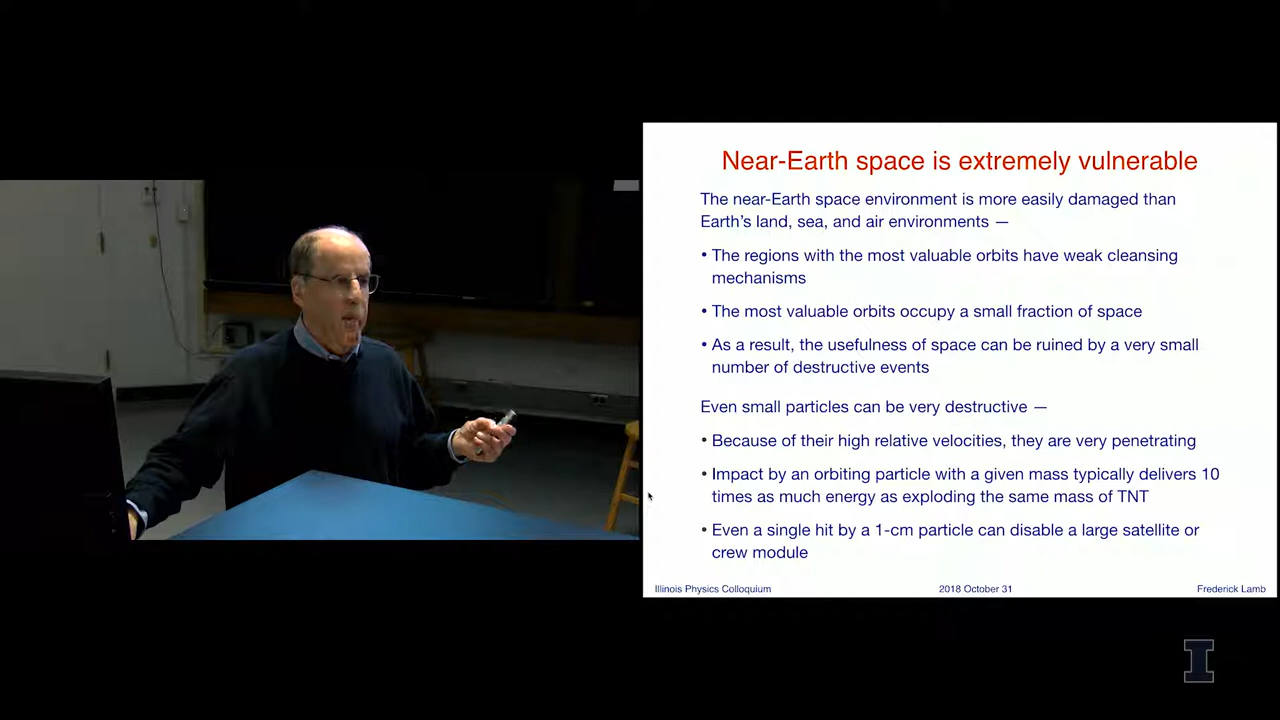 Near-Earth space is extremely vulnerable
The near-Earth space environment is more easily damaged than
Earth's land, sea, and air environments —
• The regions with the most valuable orbits have weak cleansing
mechanisms
• The most valuable orbits occupy a small fraction of space
• As a result, the usefulness of space can be ruined by a very small
number of destructive events
Even small particles can be very destructive —
• Because of their high relative velocities, they are very penetrating
• Impact by an orbiting particle with a given mass typically delivers 10
times as much energy as exploding the same mass of TNT
• Even a single hit by a 1-cm particle can disable a large satellite or
crew module
Illinois Physics Colloquium 2018 October 31 Frederick Lamb
I